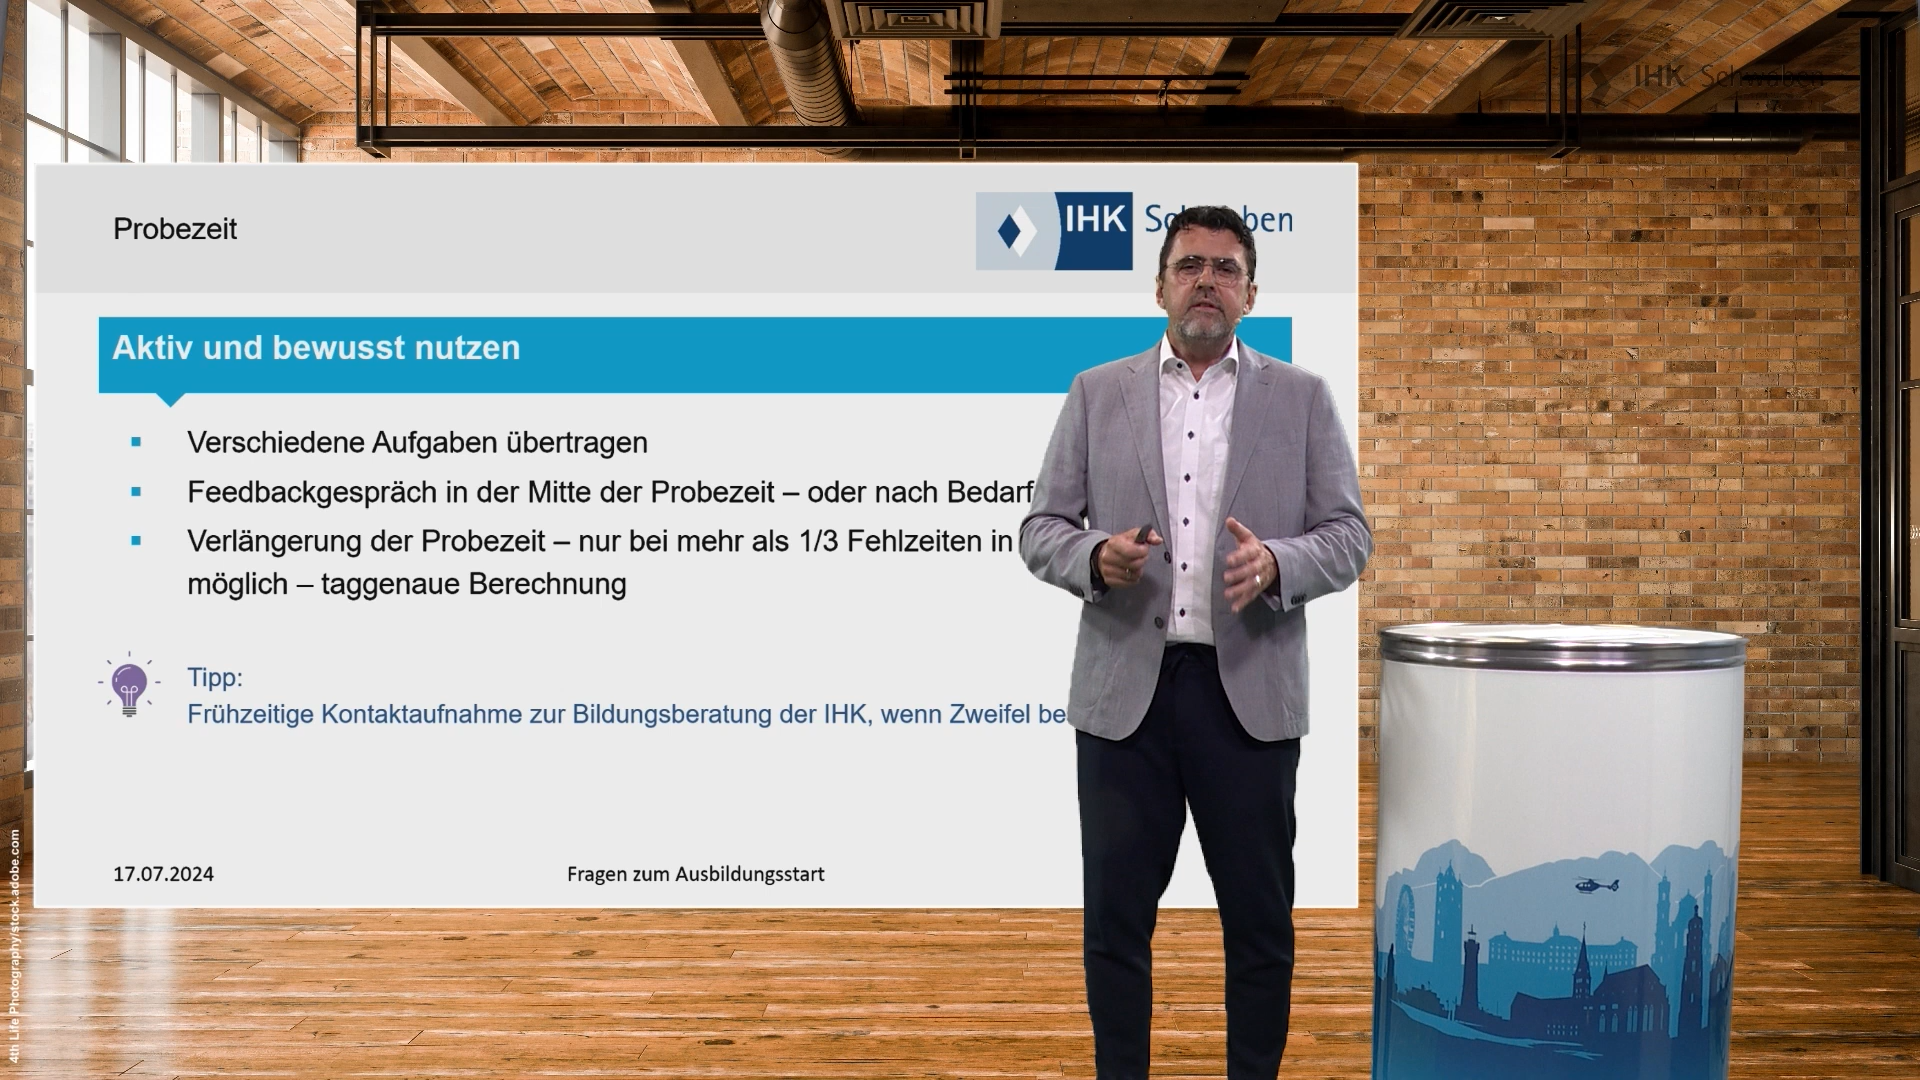 IHK Schwaben
Probezeit
IHK
Aktiv und bewusst nutzen
Verschiedene Aufgaben übertragen
Feedbackgespräch in der Mitte der Probezeit – oder nach Bedarf
Verlängerung der Probezeit – nur bei mehr als 1/3 Fehlzeiten in
möglich – taggenaue Berechnung
Tipp:
Frühzeitige Kontaktaufnahme zur Bildungsberatung der IHK, wenn Zweifel
17.07.2024
Fragen zum Ausbildungsstart
4th Life Photography/stock.adobe.com